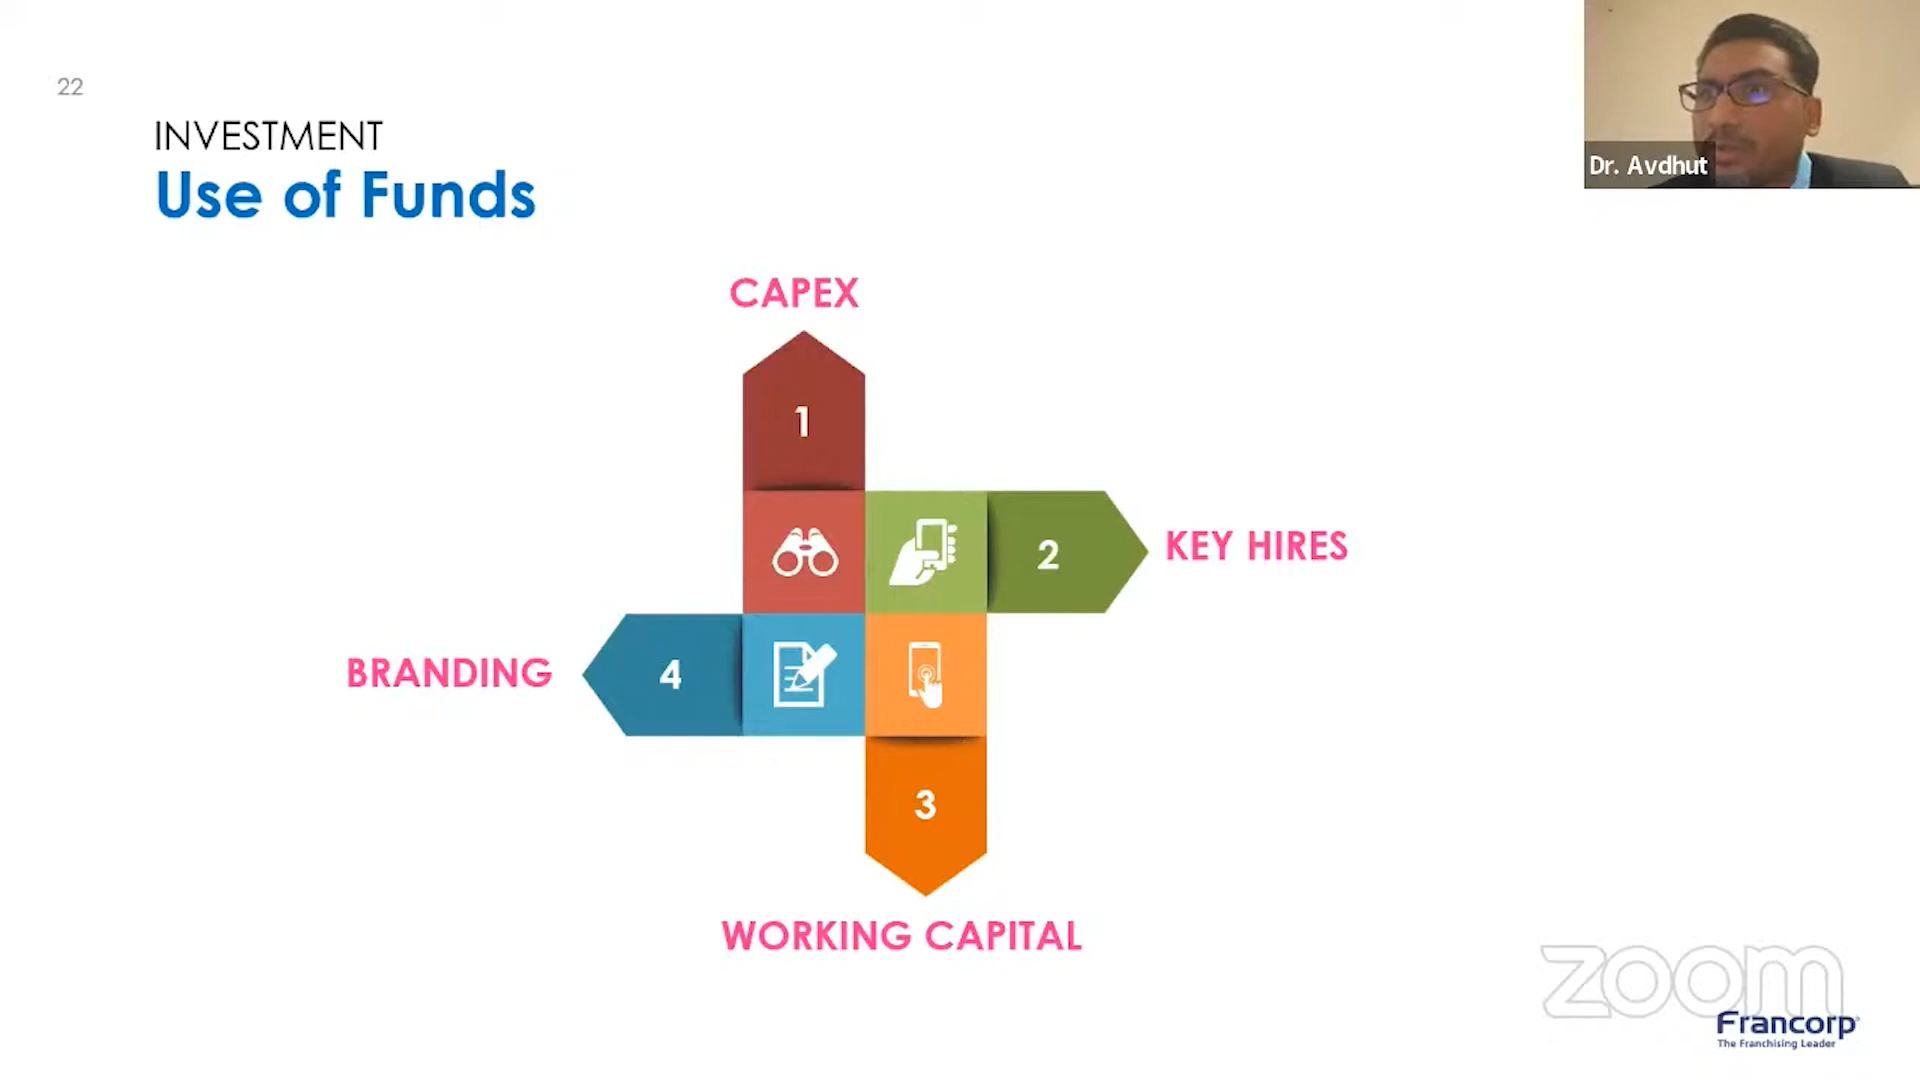 22
INVESTMENT
Use of Funds
Dr. Avdhut
CAPEX
1
2
KEY HIRES
BRANDING
4
3
WORKING CAPITAL
zoom
Francorp
The Franchising Leader